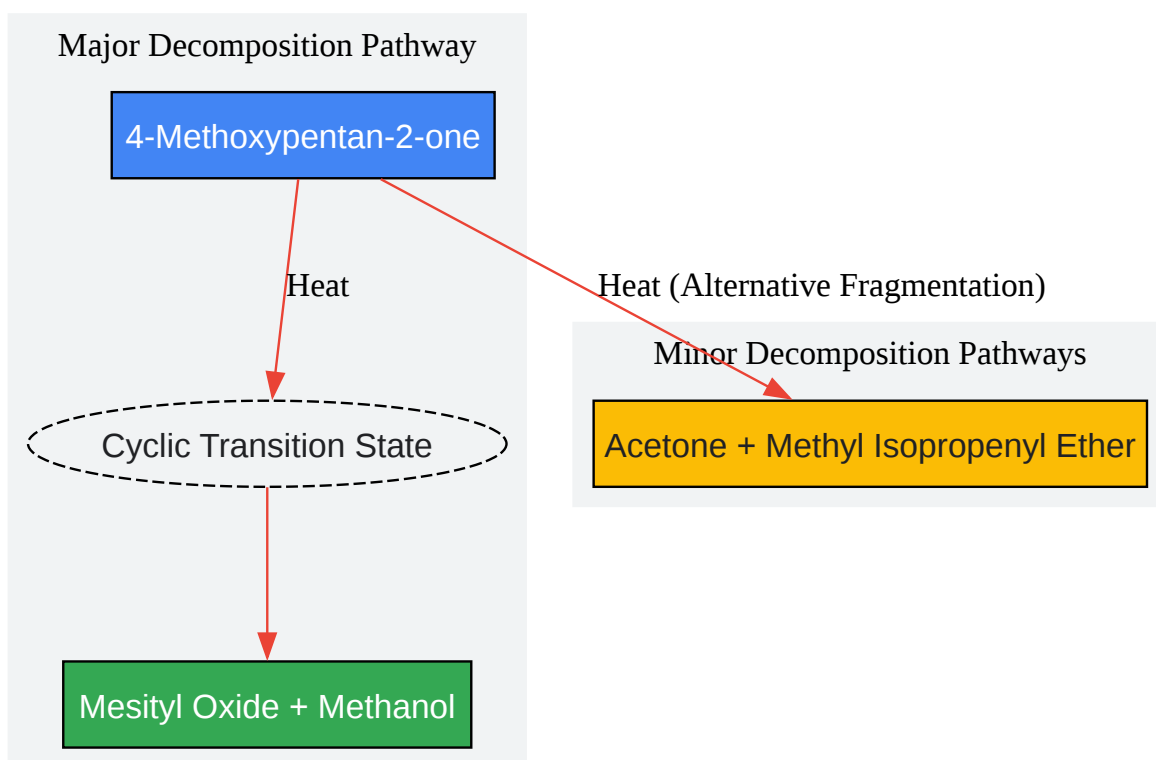 Major Decomposition Pathway
4-Methoxypentan-2-one
Heat
Heat (Alternative Fragmentation)
Minor Decomposition Pathways
Cyclic Transition State
Acetone + Methyl Isopropenyl Ether
Mesityl Oxide + Methanol